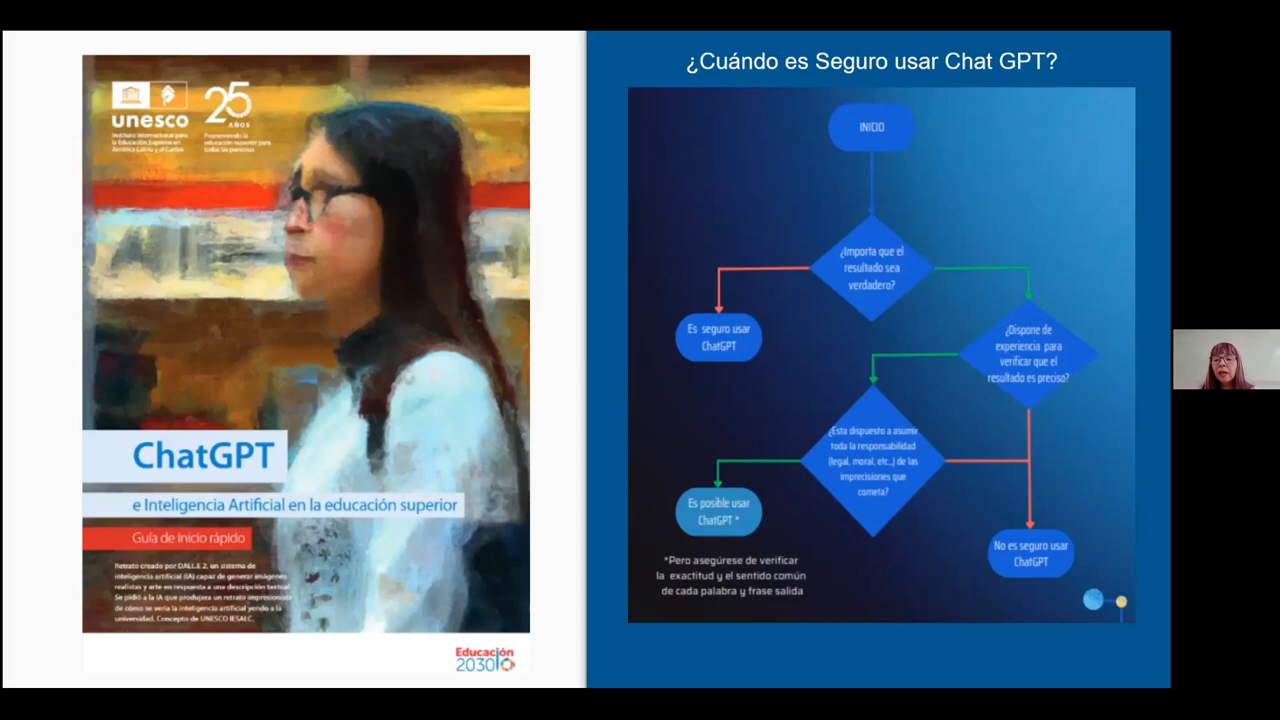 unesco
Instituto Internacional para
la Educación Superior en
América Latina y el Caribe
25
AÑOS
Promoviendo la
educación superior para
todas las personas
ChatGPT
e Inteligencia Artificial en la educación superior
Guía de inicio rápido
Retrato creado por DALL.E 2, un sistema de
inteligencia artificial (IA) capaz de generar imágenes
realistas y arte en respuesta a una descripción textual.
Se pidió a la IA que produjera un retrato impresionista
de cómo se vería la inteligencia artificial yendo a la
universidad. Concepto de UNESCO IESALC.
Educación
2030
¿Cuándo es Seguro usar Chat GPT?
INICIO
¿Importa que el
resultado sea
verdadero?
Es seguro usar
ChatGPT
¿Dispone de
experiencia para
verificar que el
resultado es preciso?
¿Esta dispuesto a asumir
toda la responsabilidad
(legal, moral, etc..) de las
imprecisiones que
cometa?
Es posible usar
ChatGPT *
No es seguro usar
ChatGPT
*Pero asegúrese de verificar
la exactitud y el sentido común
de cada palabra y frase salida